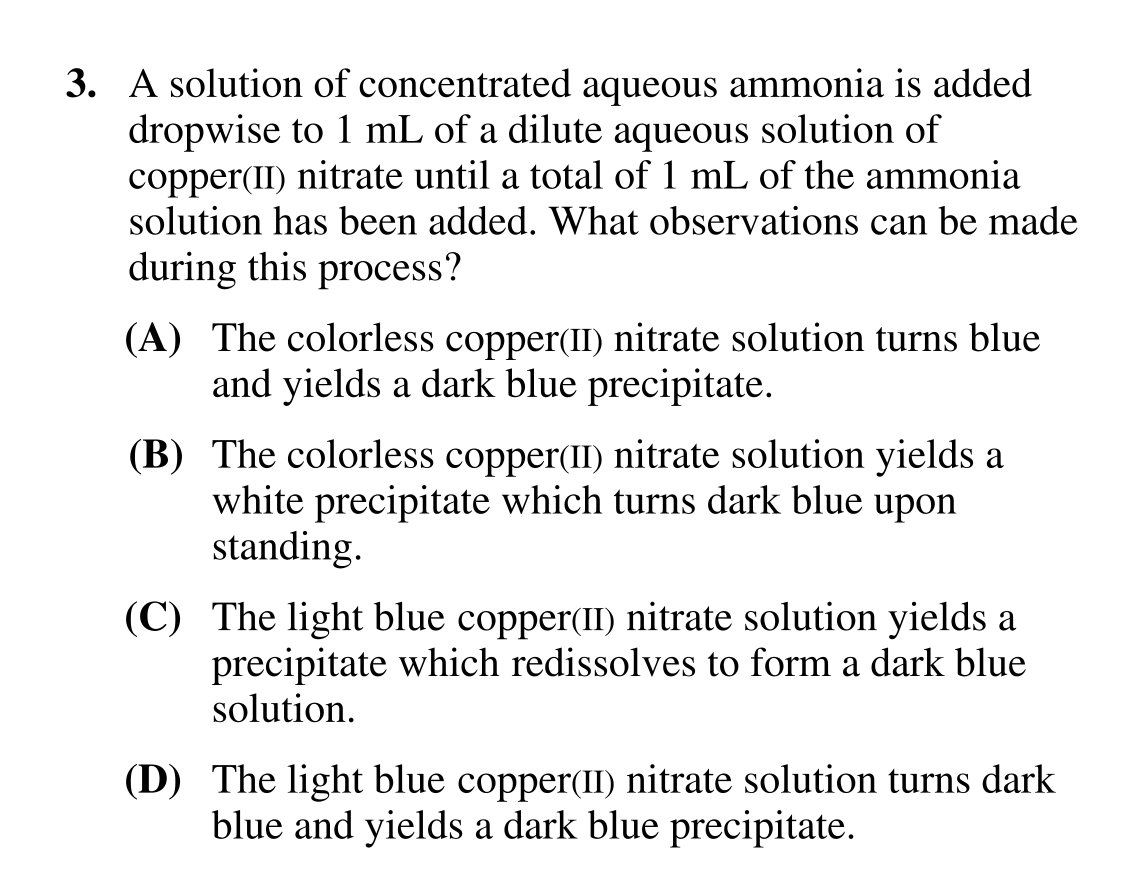 3. A solution of concentrated aqueous ammonia is added
dropwise to 1 mL of a dilute aqueous solution of
copper(II) nitrate until a total of 1 mL of the ammonia
solution has been added. What observations can be made
during this process?
(A) The colorless copper(II) nitrate solution turns blue
and yields a dark blue precipitate.
(B) The colorless copper(II) nitrate solution yields a
white precipitate which turns dark blue upon
standing.
(C) The light blue copper(II) nitrate solution yields a
precipitate which redissolves to form a dark blue
solution.
(D) The light blue copper(II) nitrate solution turns dark
blue and yields a dark blue precipitate.